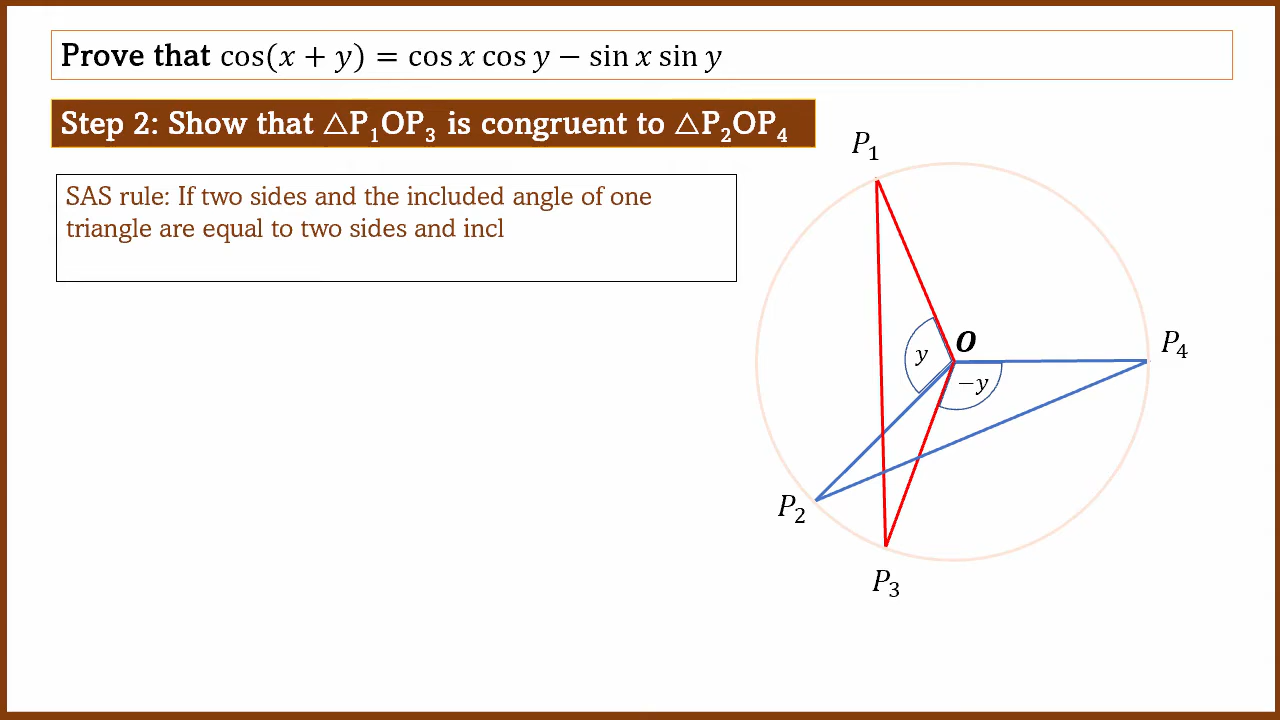 Prove that cos(x + y) = cos x cos y − sin x sin y
Step 2: Show that △P₁OP₃ is congruent to △P₂OP₄
SAS rule: If two sides and the included angle of one
triangle are equal to two sides and incl
P₁
O
P₄
y
−y
P₂
P₃